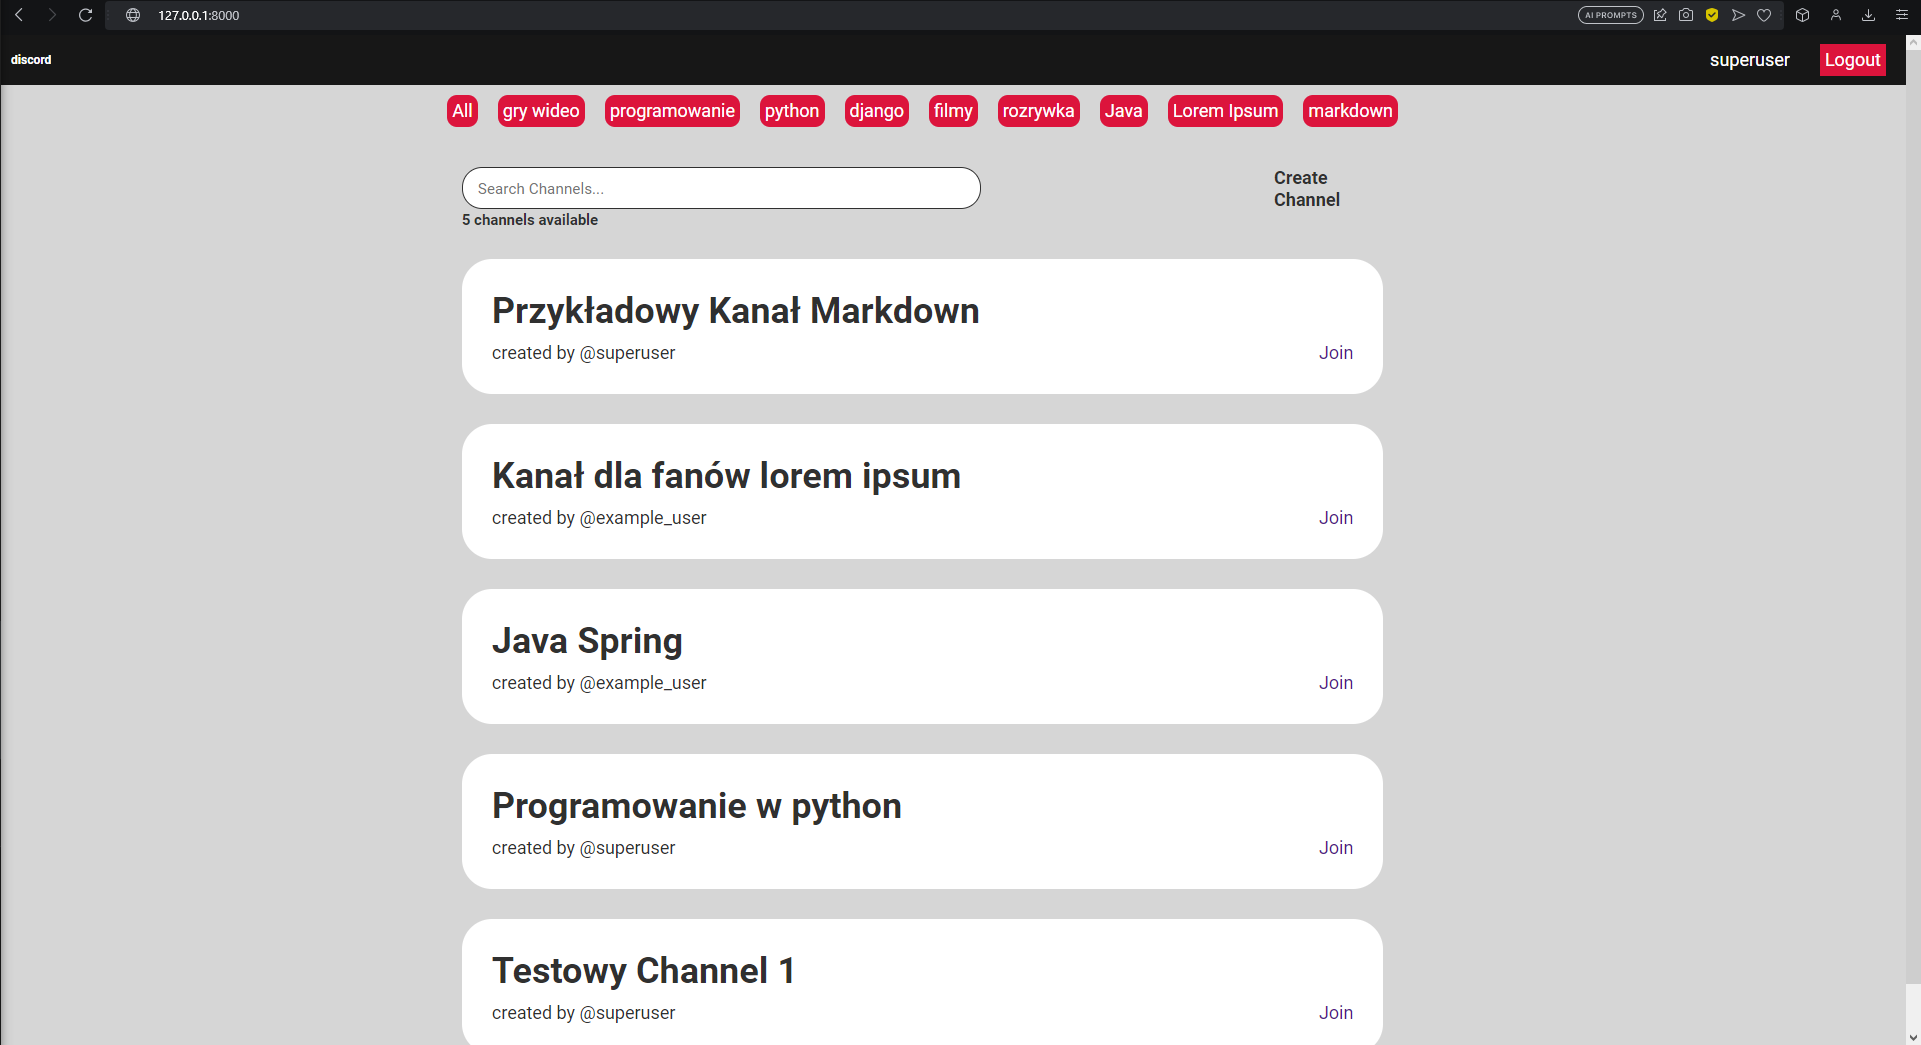 127.0.0.1:8000
AI PROMPTS
discord
superuser
Logout
All gry wideo programowanie python django filmy rozrywka Java Lorem Ipsum markdown
Search Channels...
Create
Channel
5 channels available
Przykładowy Kanał Markdown
created by @superuser
Join
Kanał dla fanów lorem ipsum
created by @example_user
Join
Java Spring
created by @example_user
Join
Programowanie w python
created by @superuser
Join
Testowy Channel 1
created by @superuser
Join